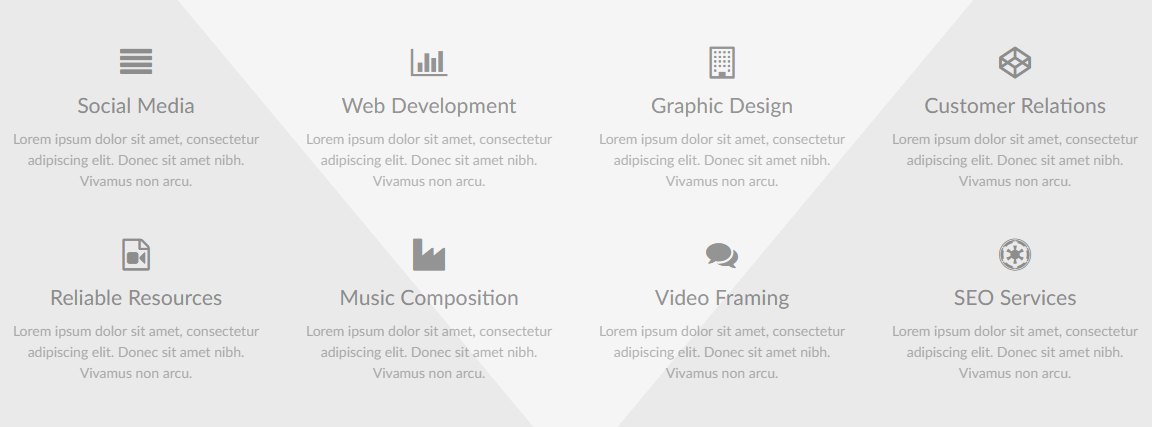 Social Media
Lorem ipsum dolor sit amet, consectetur
adipiscing elit. Donec sit amet nibh.
Vivamus non arcu.
Web Development
Lorem ipsum dolor sit amet, consectetur
adipiscing elit. Donec sit amet nibh.
Vivamus non arcu.
Graphic Design
Lorem ipsum dolor sit amet, consectetur
adipiscing elit. Donec sit amet nibh.
Vivamus non arcu.
Customer Relations
Lorem ipsum dolor sit amet, consectetur
adipiscing elit. Donec sit amet nibh.
Vivamus non arcu.
Reliable Resources
Lorem ipsum dolor sit amet, consectetur
adipiscing elit. Donec sit amet nibh.
Vivamus non arcu.
Music Composition
Lorem ipsum dolor sit amet, consectetur
adipiscing elit. Donec sit amet nibh.
Vivamus non arcu.
Video Framing
Lorem ipsum dolor sit amet, consectetur
adipiscing elit. Donec sit amet nibh.
Vivamus non arcu.
SEO Services
Lorem ipsum dolor sit amet, consectetur
adipiscing elit. Donec sit amet nibh.
Vivamus non arcu.